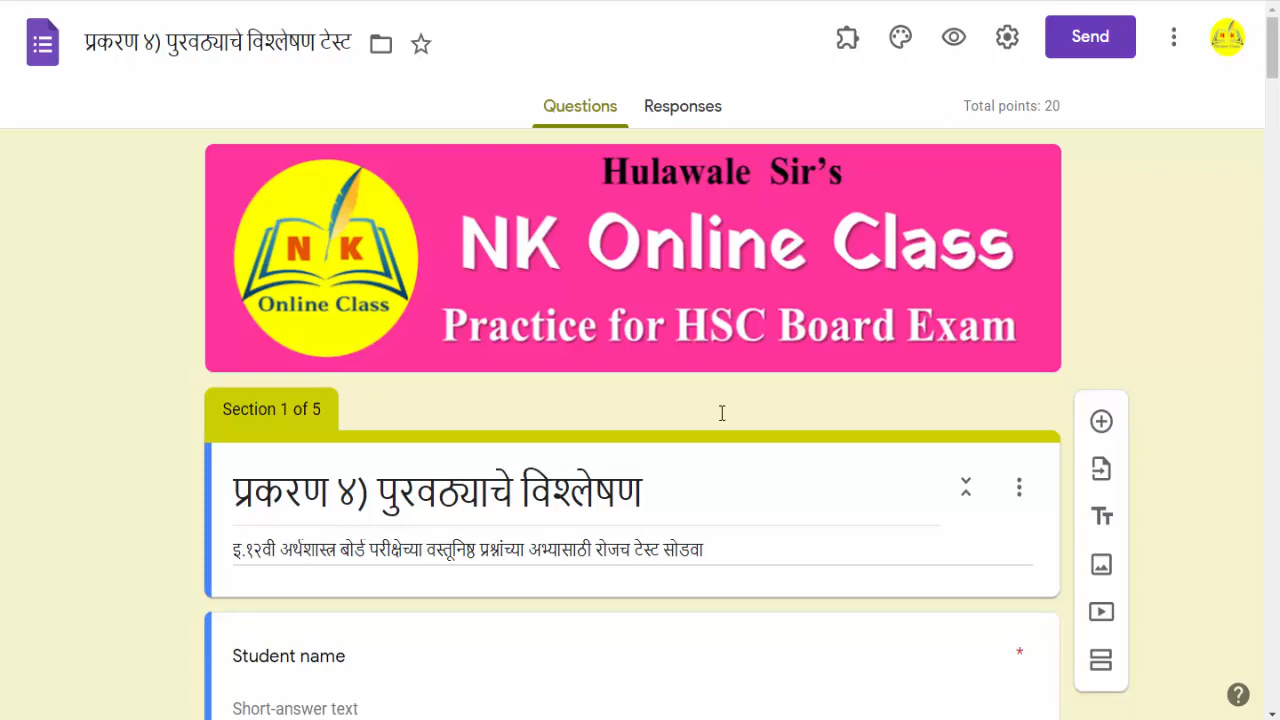 प्रकरण ४) पुरवठ्याचे विश्लेषण टेस्ट
Send
Questions
Responses
Total points: 20
Hulawale Sir's
NK Online Class
Practice for HSC Board Exam
N K
Online Class
Section 1 of 5
प्रकरण ४) पुरवठ्याचे विश्लेषण
इ.१२वी अर्थशास्त्र बोर्ड परीक्षेच्या वस्तूनिष्ठ प्रश्नांच्या अभ्यासाठी रोजच टेस्ट सोडवा
Student name *
Short-answer text